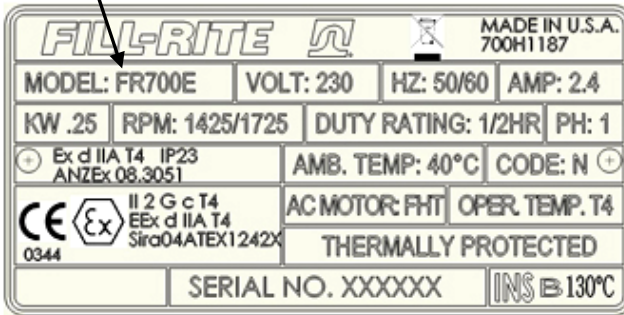 FILL-RITE MADE IN U.S.A.
700H1187
MODEL: FR700E VOLT: 230 HZ: 50/60 AMP: 2.4
KW .25 RPM: 1425/1725 DUTY RATING: 1/2HR PH: 1
Ex d IIA T4 IP23
ANZEx 08.3051
AMB. TEMP: 40°C CODE: N
CE 0344 Ex
II 2 G c T4
EEx d IIA T4
Sira04ATEX1242X
AC MOTOR: FHT OPER. TEMP. T4
THERMALLY PROTECTED
SERIAL NO. XXXXXX INS B 130°C